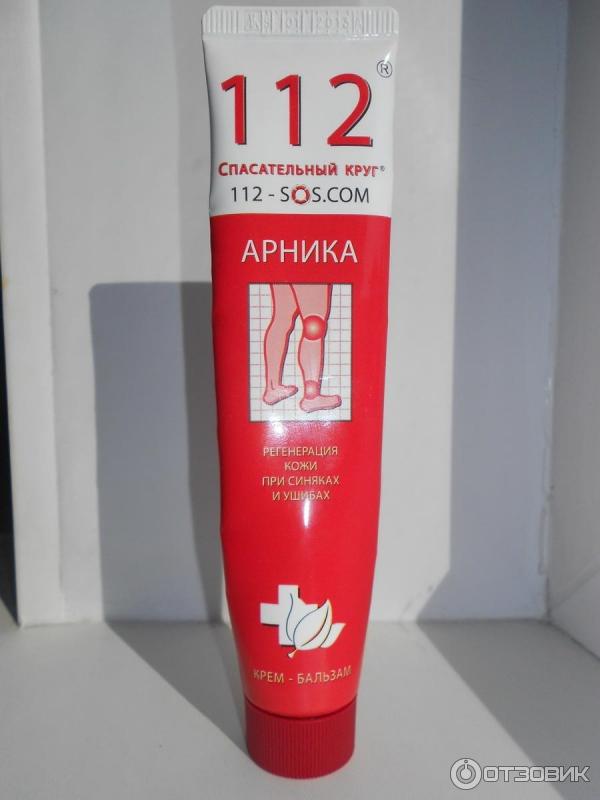 112®
Спасательный круг®
112 - SOS.COM
АРНИКА
РЕГЕНЕРАЦИЯ
КОЖИ
ПРИ СИНЯКАХ
И УШИБАХ
КРЕМ - БАЛЬЗАМ
ОТЗОВИК